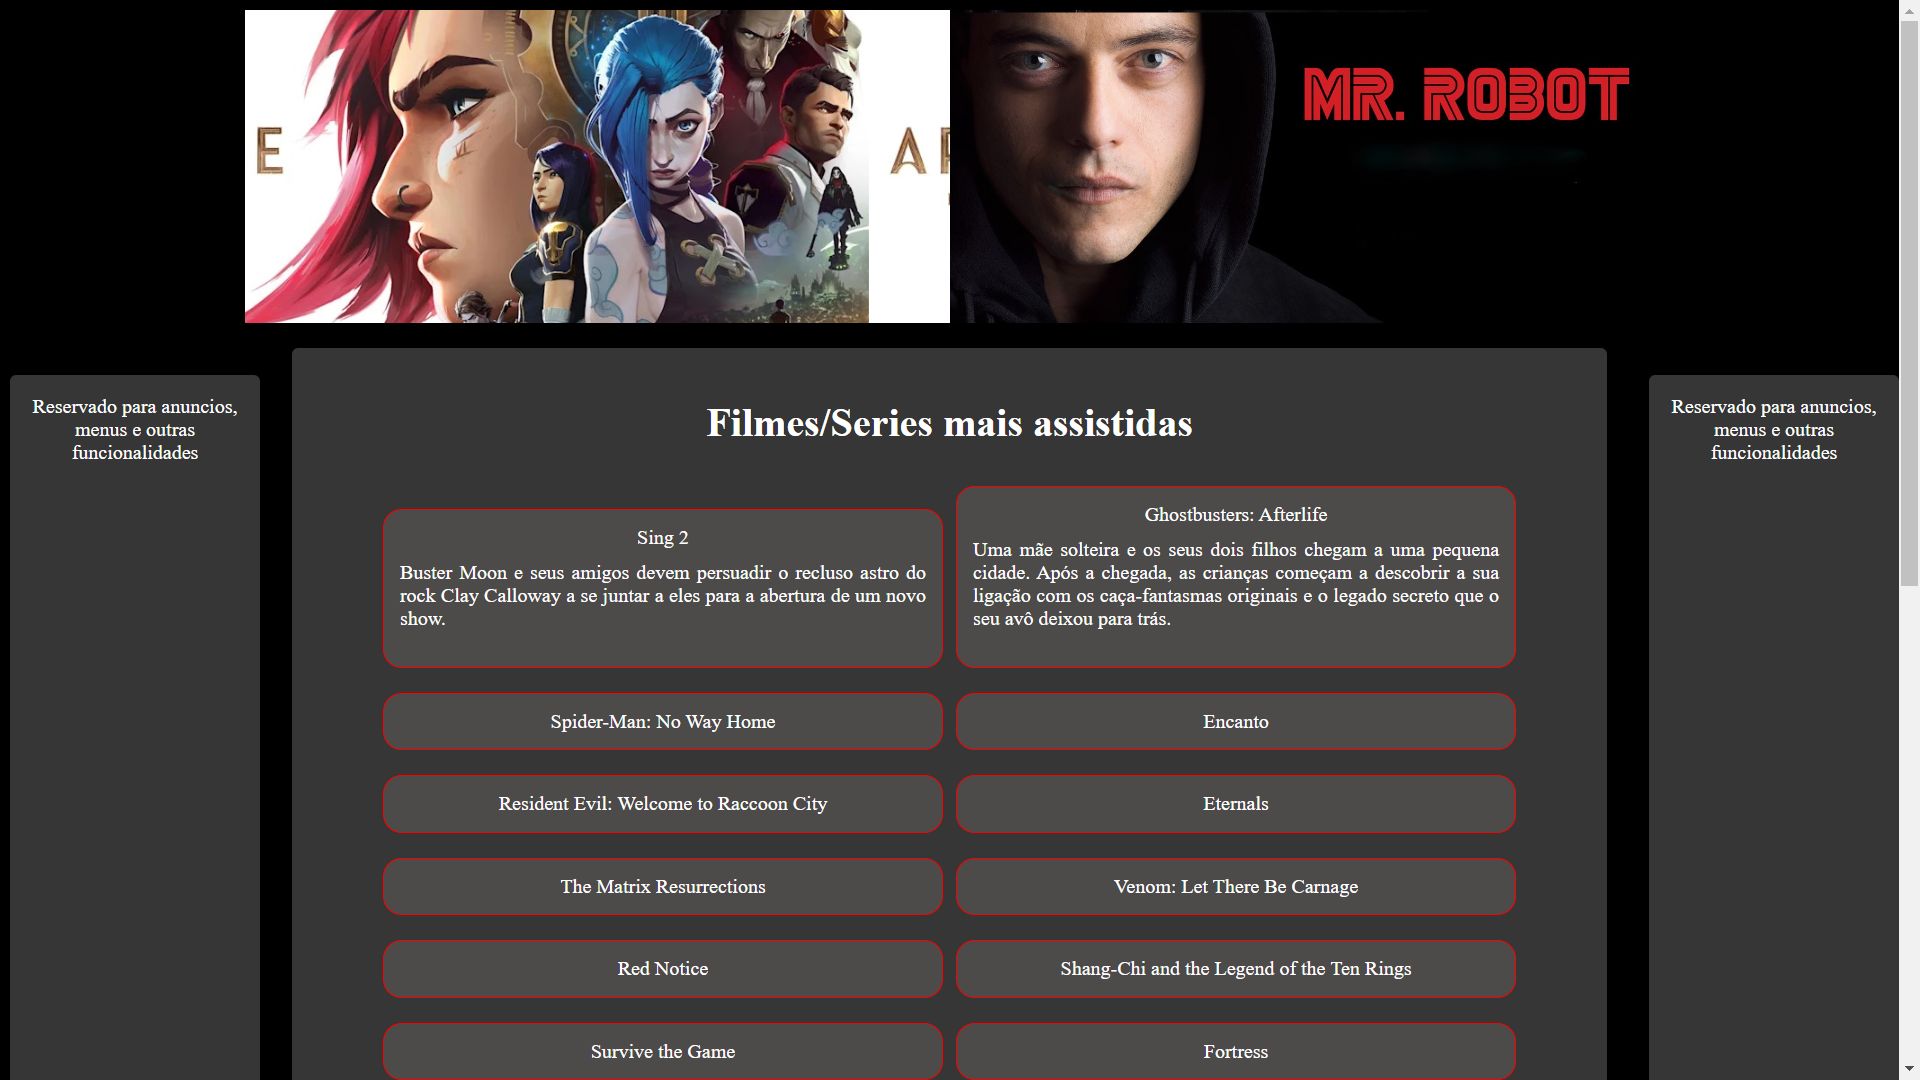 E
AR
MR. ROBOT
Reservado para anuncios,
menus e outras
funcionalidades
Filmes/Series mais assistidas
Reservado para anuncios,
menus e outras
funcionalidades
Sing 2
Buster Moon e seus amigos devem persuadir o recluso astro do
rock Clay Calloway a se juntar a eles para a abertura de um novo
show.
Ghostbusters: Afterlife
Uma mãe solteira e os seus dois filhos chegam a uma pequena
cidade. Após a chegada, as crianças começam a descobrir a sua
ligação com os caça-fantasmas originais e o legado secreto que o
seu avô deixou para trás.
Spider-Man: No Way Home
Encanto
Resident Evil: Welcome to Raccoon City
Eternals
The Matrix Resurrections
Venom: Let There Be Carnage
Red Notice
Shang-Chi and the Legend of the Ten Rings
Survive the Game
Fortress